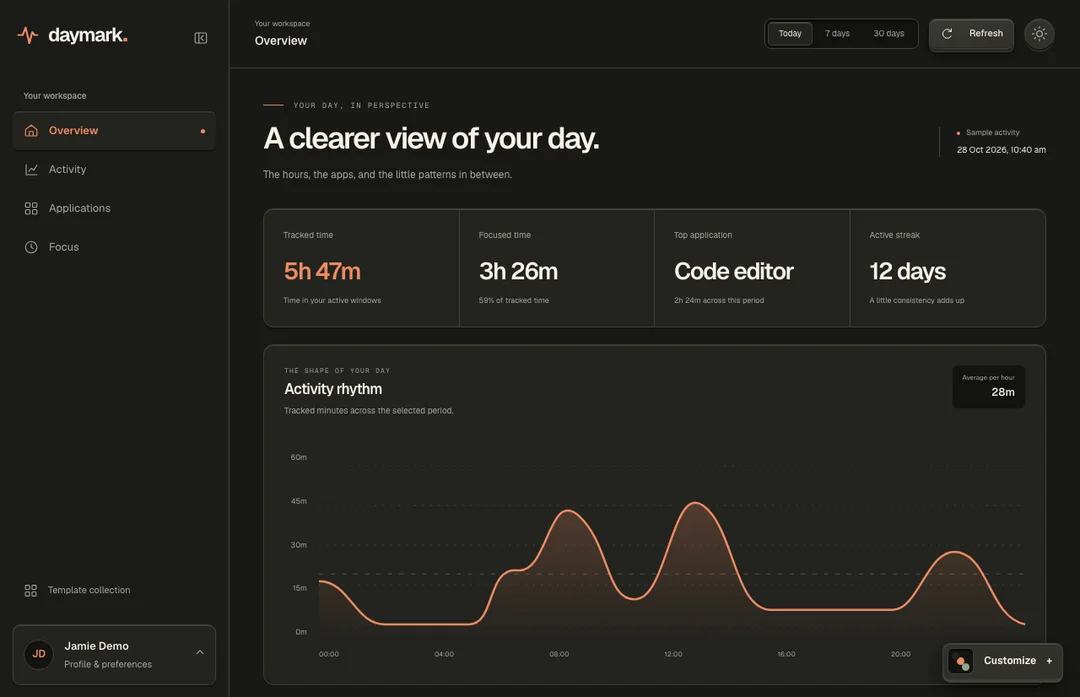 daymark.
Your workspace
Overview
Activity
Applications
Focus
Template collection
JD
Jamie Demo
Profile & preferences
Your workspace
Overview
Today
7 days
30 days
Refresh
YOUR DAY, IN PERSPECTIVE
A clearer view of your day.
The hours, the apps, and the little patterns in between.
Sample activity
28 Oct 2026, 10:40 am
Tracked time
5h 47m
Time in your active windows
Focused time
3h 26m
59% of tracked time
Top application
Code editor
2h 24m across this period
Active streak
12 days
A little consistency adds up
THE SHAPE OF YOUR DAY
Activity rhythm
Tracked minutes across the selected period.
Average per hour
28m
60m
45m
30m
15m
0m
00:00
04:00
08:00
12:00
16:00
20:00
Customize +